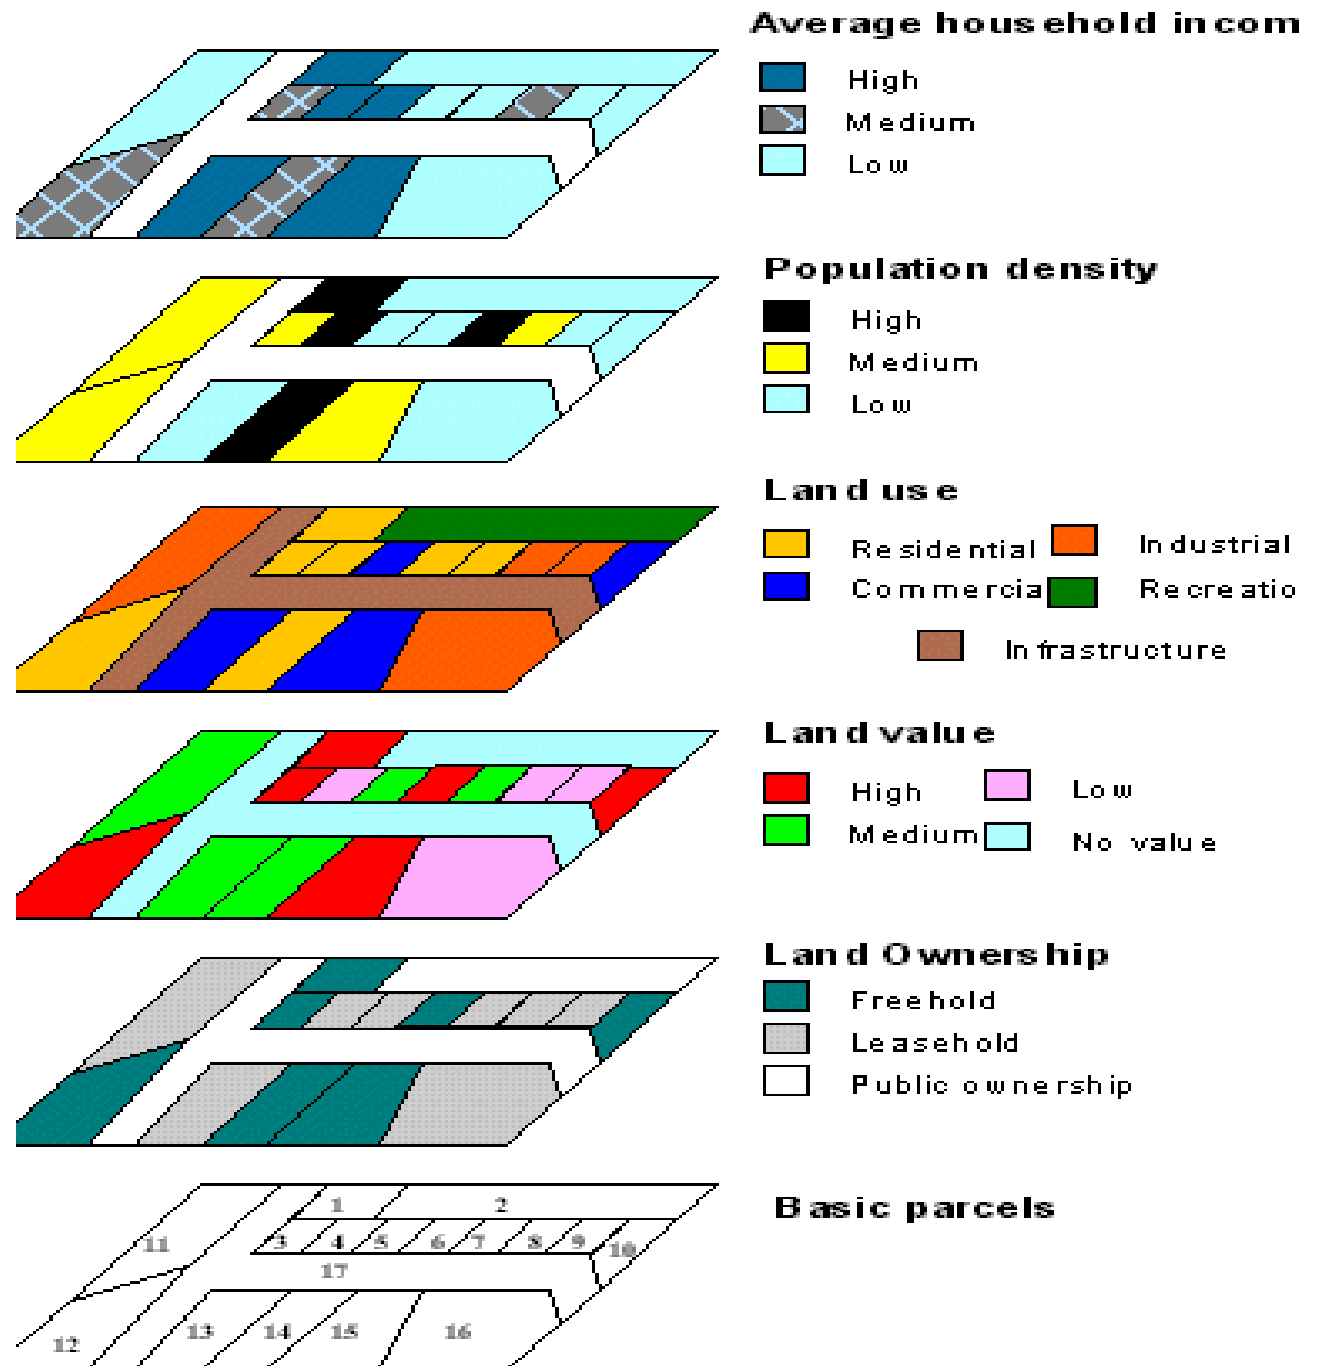 Average household incom
High
Medium
Low
Population density
High
Medium
Low
Land use
Residential Industrial
Commercia Recreatio
Infrastructure
Land value
High Low
Medium No value
Land Ownership
Freehold
Leasehold
Public ownership
Basic parcels
1 2
11 3 4 5 6 7 8 9 10
17
12 13 14 15 16